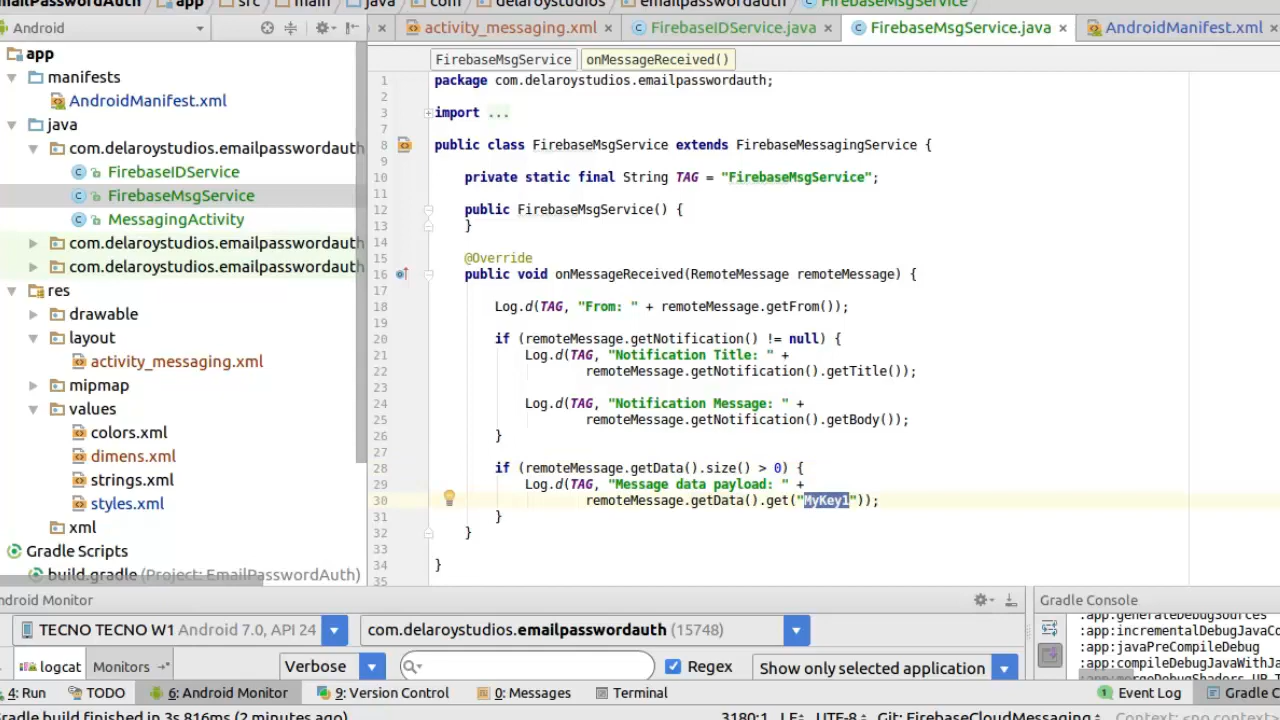 EmailPasswordAuth app src main java com delaroystudios emailpasswordauth FirebaseMsgService
Android
activity_messaging.xml FirebaseIDService.java FirebaseMsgService.java AndroidManifest.xml
app
manifests
AndroidManifest.xml
java
com.delaroystudios.emailpasswordauth
FirebaseIDService
FirebaseMsgService
MessagingActivity
com.delaroystudios.emailpasswordauth
com.delaroystudios.emailpasswordauth
res
drawable
layout
activity_messaging.xml
mipmap
values
colors.xml
dimens.xml
strings.xml
styles.xml
xml
Gradle Scripts
build.gradle (Project: EmailPasswordAuth)
FirebaseMsgService onMessageReceived()
1 package com.delaroystudios.emailpasswordauth;
2
3 import ...
7
8 public class FirebaseMsgService extends FirebaseMessagingService {
9
10 private static final String TAG = "FirebaseMsgService";
11
12 public FirebaseMsgService() {
13 }
14
15 @Override
16 public void onMessageReceived(RemoteMessage remoteMessage) {
17
18 Log.d(TAG, "From: " + remoteMessage.getFrom());
19
20 if (remoteMessage.getNotification() != null) {
21 Log.d(TAG, "Notification Title: " +
22 remoteMessage.getNotification().getTitle());
23
24 Log.d(TAG, "Notification Message: " +
25 remoteMessage.getNotification().getBody());
26 }
27
28 if (remoteMessage.getData().size() > 0) {
29 Log.d(TAG, "Message data payload: " +
30 remoteMessage.getData().get("MyKey1"));
31 }
32 }
33
34 }
35
ndroid Monitor
TECNO TECNO W1 Android 7.0, API 24 com.delaroystudios.emailpasswordauth (15748)
logcat Monitors Verbose Regex Show only selected application
Gradle Console
:app:generateDebugSources
:app:incrementalDebugJavaCo
:app:javaPreCompileDebug
:app:compileDebugJavaWithJa
4: Run TODO 6: Android Monitor 9: Version Control 0: Messages Terminal 1 Event Log Gradle C
Gradle build finished in 3s 816ms (2 minutes ago) 3180:1 LF UTF-8 Git: FirebaseCloudMessaging Context: <no context>